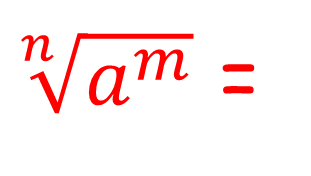 ⁿ√(aᵐ) =